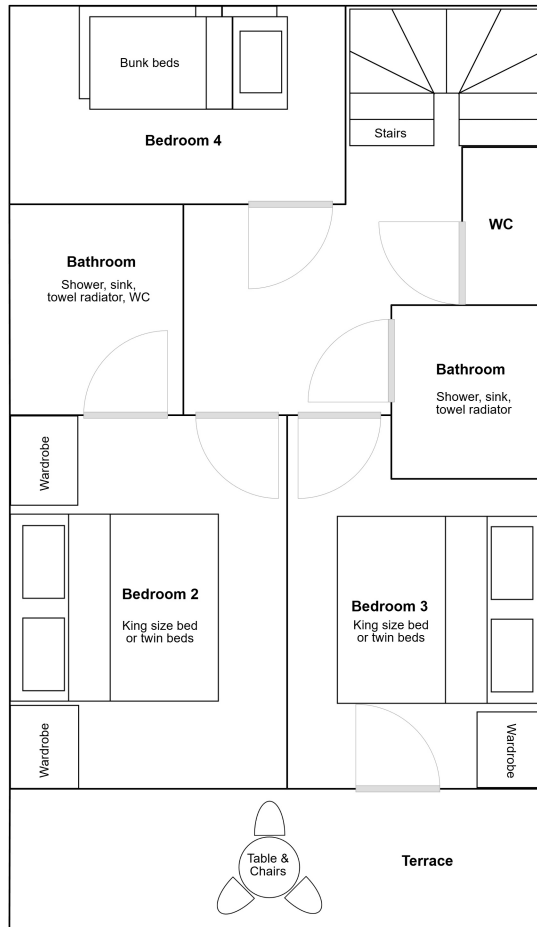 Bunk beds
Bedroom 4
Stairs
WC
Bathroom
Shower, sink,
towel radiator, WC
Bathroom
Shower, sink,
towel radiator
Wardrobe
Bedroom 2
King size bed
or twin beds
Bedroom 3
King size bed
or twin beds
Wardrobe
Wardrobe
Table &
Chairs
Terrace